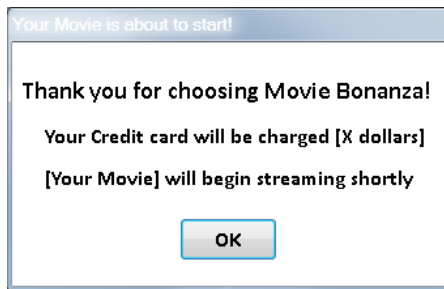 Your Movie is about to start!
Thank you for choosing Movie Bonanza!
Your Credit card will be charged [X dollars]
[Your Movie] will begin streaming shortly
OK